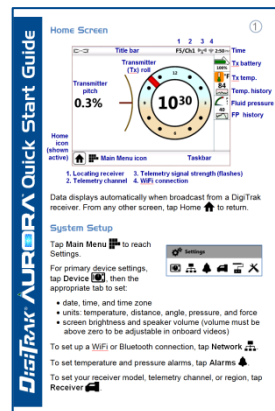 DIGITRAK® AURORA Quick Start Guide
Home Screen
1
1 2 3 4
Title bar
F5/Ch1
2:50
Time
Transmitter
(Tx) roll
12
Tx battery
100%
Tx temp.
°F
84
Temp. history
Transmitter
pitch
0.3%
10³⁰
Fluid pressure
60
FP history
Home
icon
(shown
active)
Main Menu icon
Taskbar
1. Locating receiver 3. Telemetry signal strength (flashes)
2. Telemetry channel 4. WiFi connection
Data displays automatically when broadcast from a DigiTrak
receiver. From any other screen, tap Home to return.
System Setup
Tap Main Menu to reach
Settings.
Settings
For primary device settings,
tap Device, then the
appropriate tab to set:
• date, time, and time zone
• units: temperature, distance, angle, pressure, and force
• screen brightness and speaker volume (volume must be
above zero to be adjustable in onboard videos)
To set up a WiFi or Bluetooth connection, tap Network.
To set temperature and pressure alarms, tap Alarms.
To set your receiver model, telemetry channel, or region, tap
Receiver.